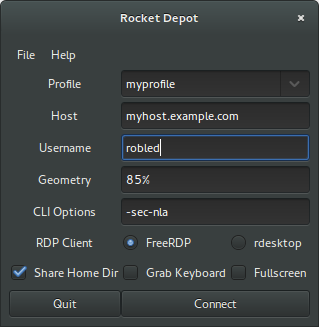 Rocket Depot ×
File Help
Profile myprofile
Host myhost.example.com
Username robled
Geometry 85%
CLI Options -sec-nla
RDP Client FreeRDP rdesktop
Share Home Dir Grab Keyboard Fullscreen
Quit Connect